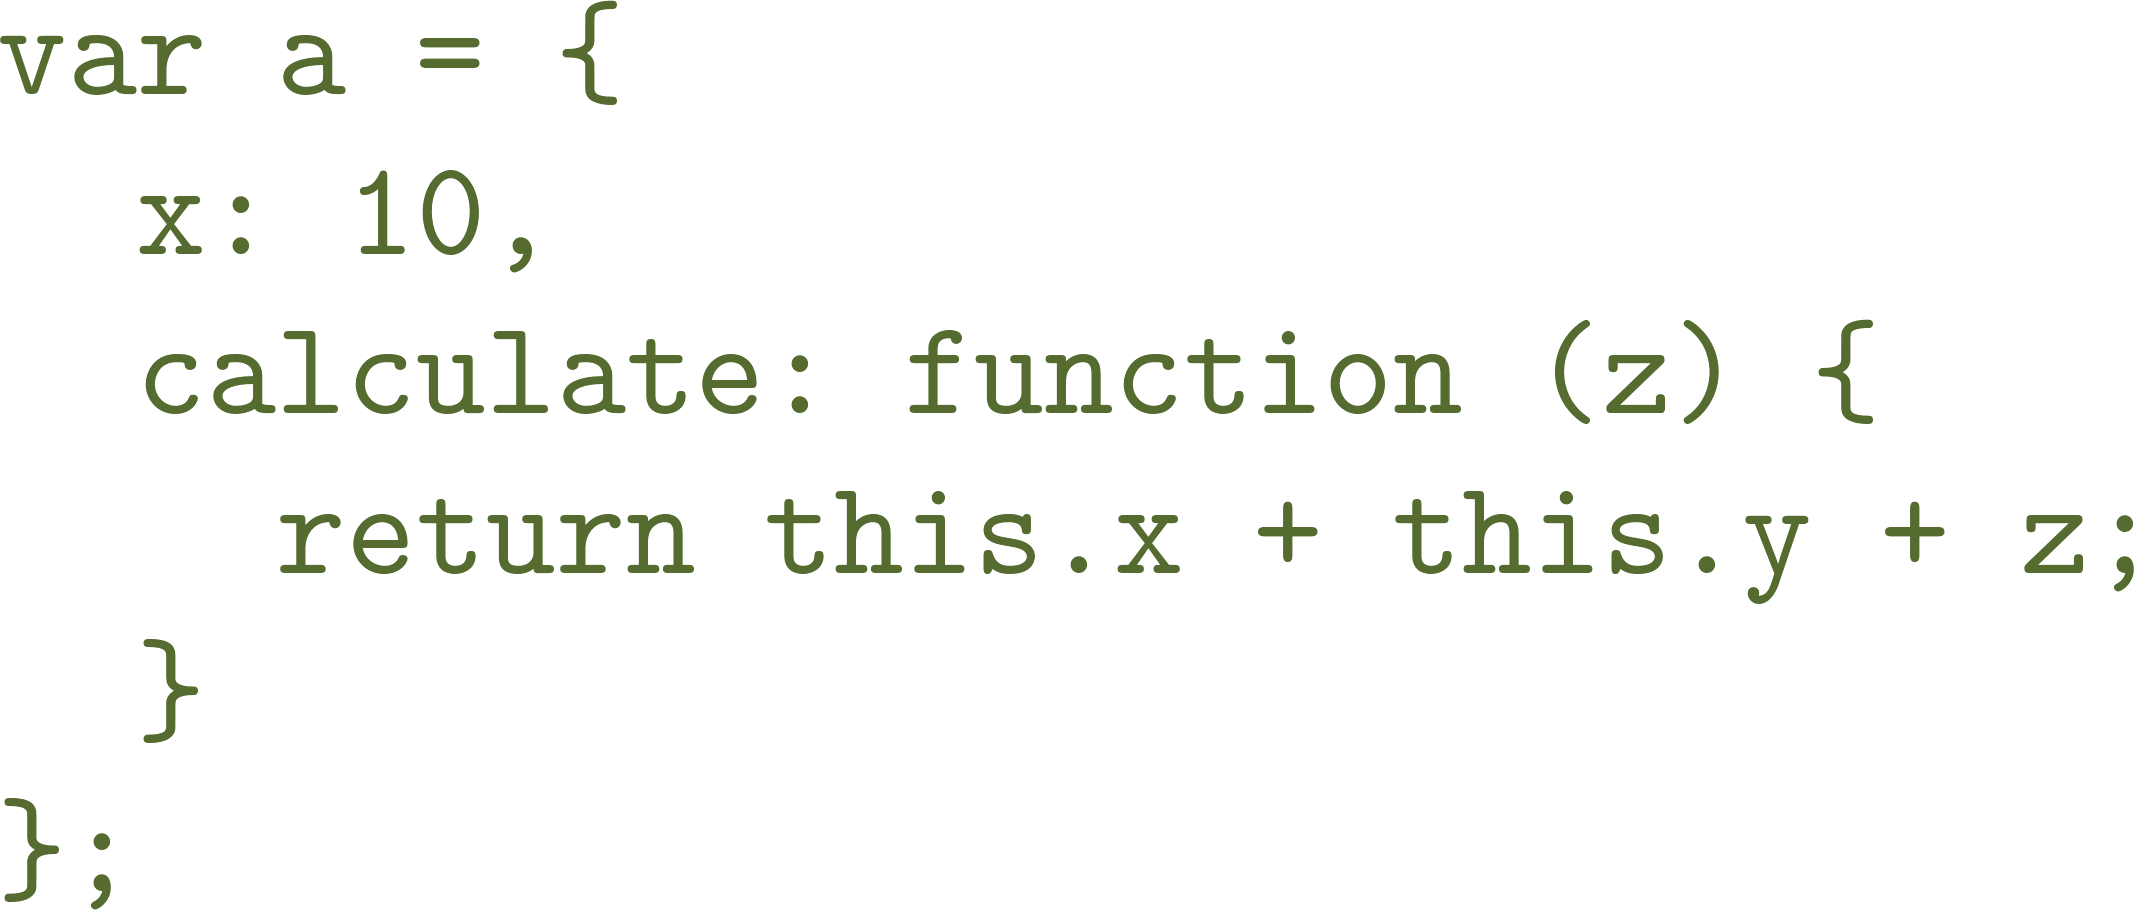 var a = {
  x: 10,
  calculate: function (z) {
    return this.x + this.y + z;
  }
};